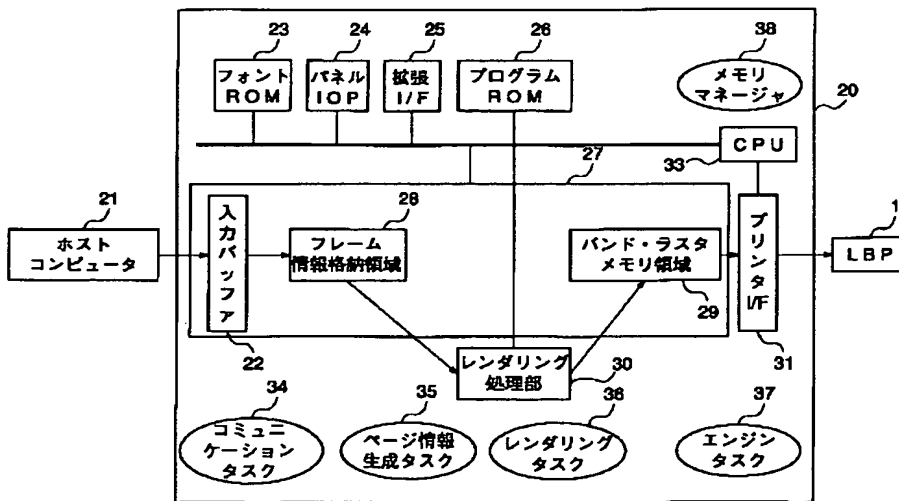 23
24
25
26
38
フォント
ROM
パネル
IOP
拡張
I/F
プログラム
ROM
メモリ
マネージャ
20
CPU
33
27
21
28
1
ホスト
コンピュータ
入力バッファ
フレーム
情報格納領域
バンド・ラスタ
メモリ領域
プリンタI/F
LBP
29
22
レンダリング
処理部
30
31
34
35
36
37
コミュニ
ケーション
タスク
ページ情報
生成タスク
レンダリング
タスク
エンジン
タスク